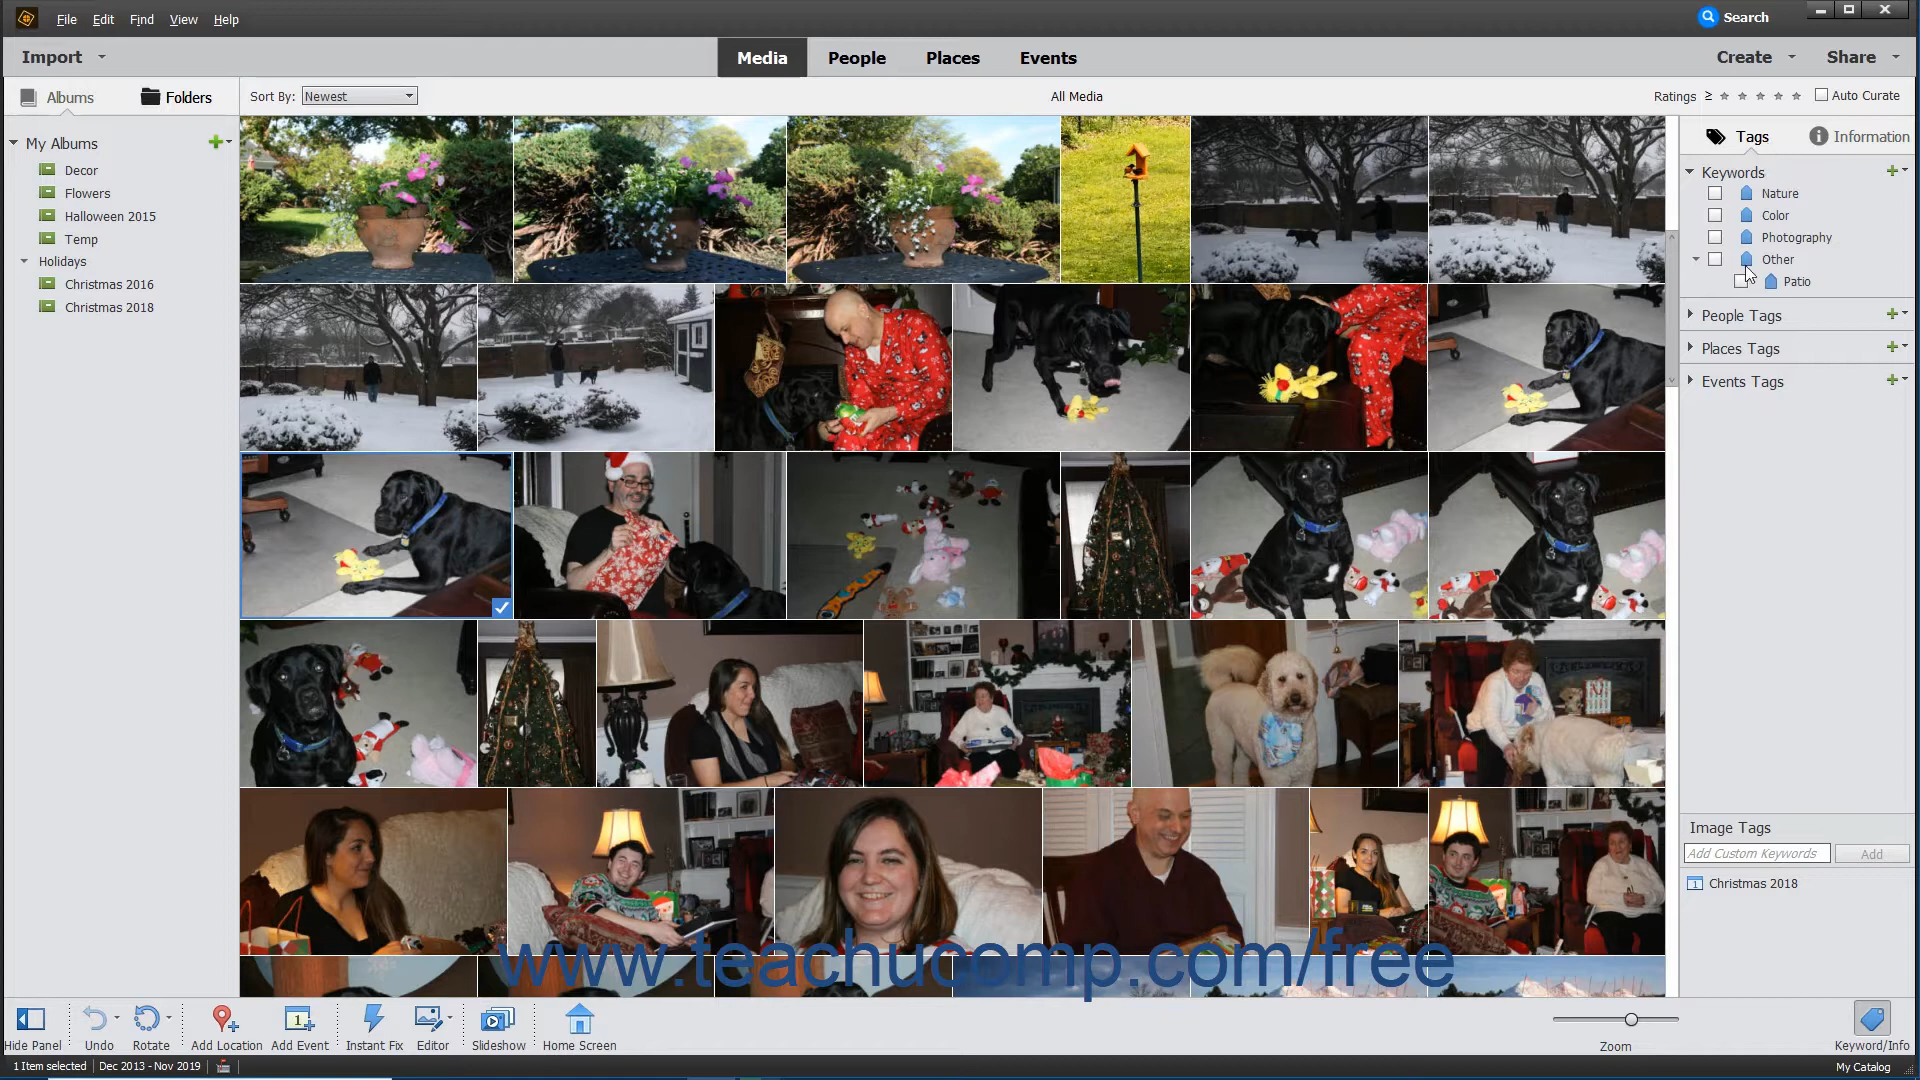 File Edit Find View Help
Search
Import
Media People Places Events
Create Share
Albums Folders
Sort By: Newest
All Media
Ratings ≥ ★ ★ ★ ★ ★ Auto Curate
My Albums
Decor
Flowers
Halloween 2015
Temp
Holidays
Christmas 2016
Christmas 2018
Tags Information
Keywords
Nature
Color
Photography
Other
Patio
People Tags
Places Tags
Events Tags
Image Tags
Add Custom Keywords Add
Christmas 2018
www.teachucomp.com/free
Hide Panel Undo Rotate Add Location Add Event Instant Fix Editor Slideshow Home Screen Zoom Keyword/Info
1 Item selected Dec 2013 - Nov 2019 My Catalog